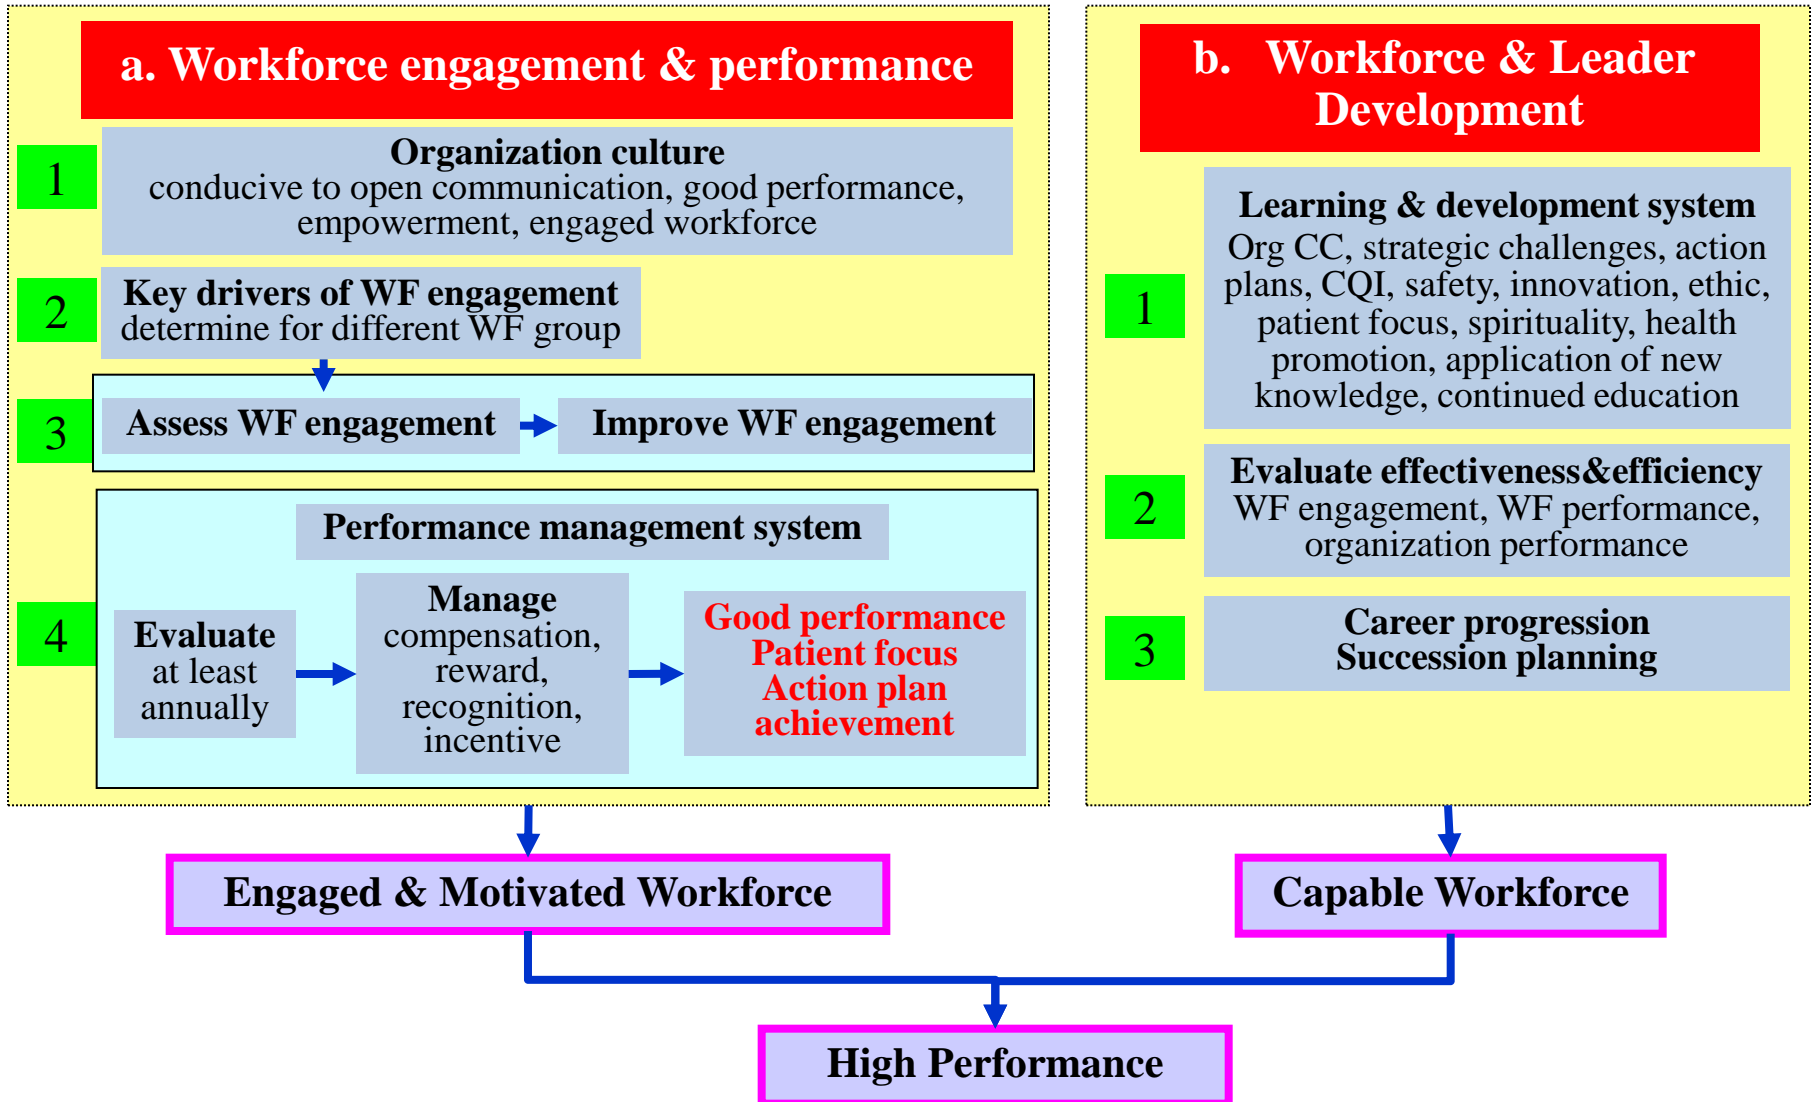 a. Workforce engagement & performance
1
Organization culture
conducive to open communication, good performance,
empowerment, engaged workforce
2
Key drivers of WF engagement
determine for different WF group
3
Assess WF engagement
Improve WF engagement
4
Performance management system
Evaluate
at least
annually
Manage
compensation,
reward,
recognition,
incentive
Good performance
Patient focus
Action plan
achievement
b. Workforce & Leader
Development
1
Learning & development system
Org CC, strategic challenges, action
plans, CQI, safety, innovation, ethic,
patient focus, spirituality, health
promotion, application of new
knowledge, continued education
2
Evaluate effectiveness&efficiency
WF engagement, WF performance,
organization performance
3
Career progression
Succession planning
Engaged & Motivated Workforce
Capable Workforce
High Performance